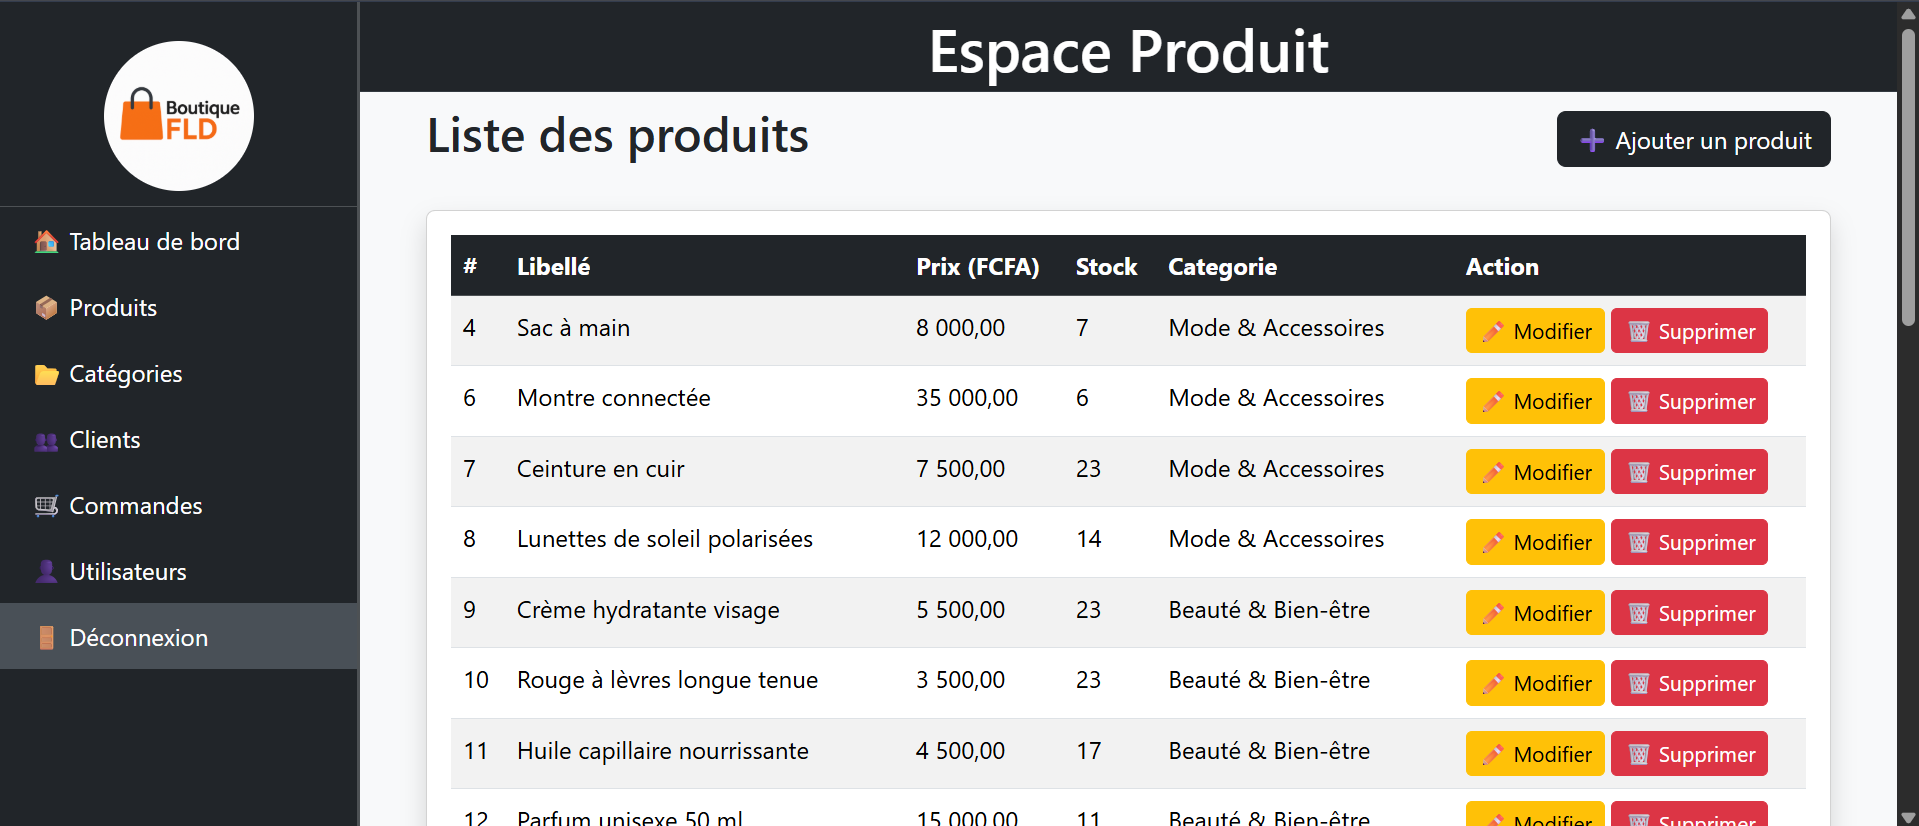 Boutique
FLD
Tableau de bord
Produits
Catégories
Clients
Commandes
Utilisateurs
Déconnexion
Espace Produit
Liste des produits
Ajouter un produit
# Libellé Prix (FCFA) Stock Categorie Action
4 Sac à main 8 000,00 7 Mode & Accessoires Modifier Supprimer
6 Montre connectée 35 000,00 6 Mode & Accessoires Modifier Supprimer
7 Ceinture en cuir 7 500,00 23 Mode & Accessoires Modifier Supprimer
8 Lunettes de soleil polarisées 12 000,00 14 Mode & Accessoires Modifier Supprimer
9 Crème hydratante visage 5 500,00 23 Beauté & Bien-être Modifier Supprimer
10 Rouge à lèvres longue tenue 3 500,00 23 Beauté & Bien-être Modifier Supprimer
11 Huile capillaire nourrissante 4 500,00 17 Beauté & Bien-être Modifier Supprimer
12 Parfum unisexe 50 ml 15 000,00 11 Beauté & Bien-être Modifier Supprimer